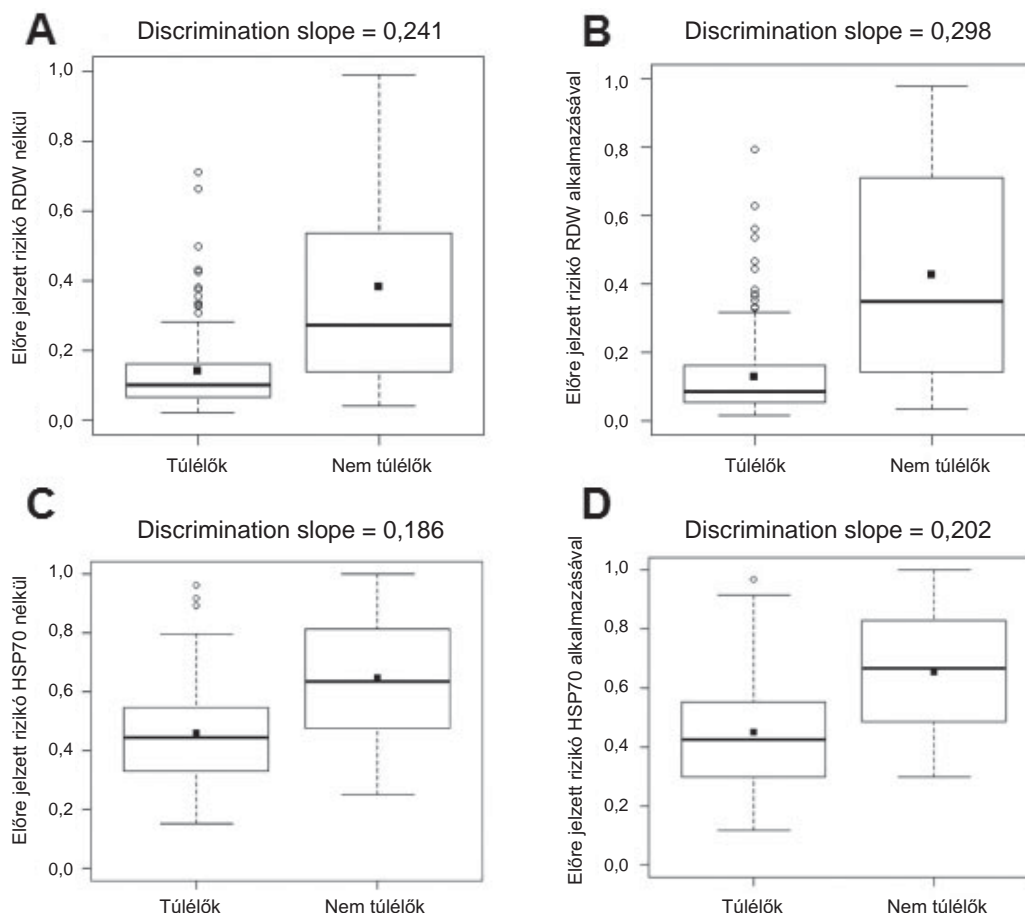 A
Discrimination slope = 0,241
Előre jelzett rizikó RDW nélkül
1,0
0,8
0,6
0,4
0,2
0,0
Túlélők
Nem túlélők
B
Discrimination slope = 0,298
Előre jelzett rizikó RDW alkalmazásával
1,0
0,8
0,6
0,4
0,2
0,0
Túlélők
Nem túlélők
C
Discrimination slope = 0,186
Előre jelzett rizikó HSP70 nélkül
1,0
0,8
0,6
0,4
0,2
0,0
Túlélők
Nem túlélők
D
Discrimination slope = 0,202
Előre jelzett rizikó HSP70 alkalmazásával
1,0
0,8
0,6
0,4
0,2
0,0
Túlélők
Nem túlélők